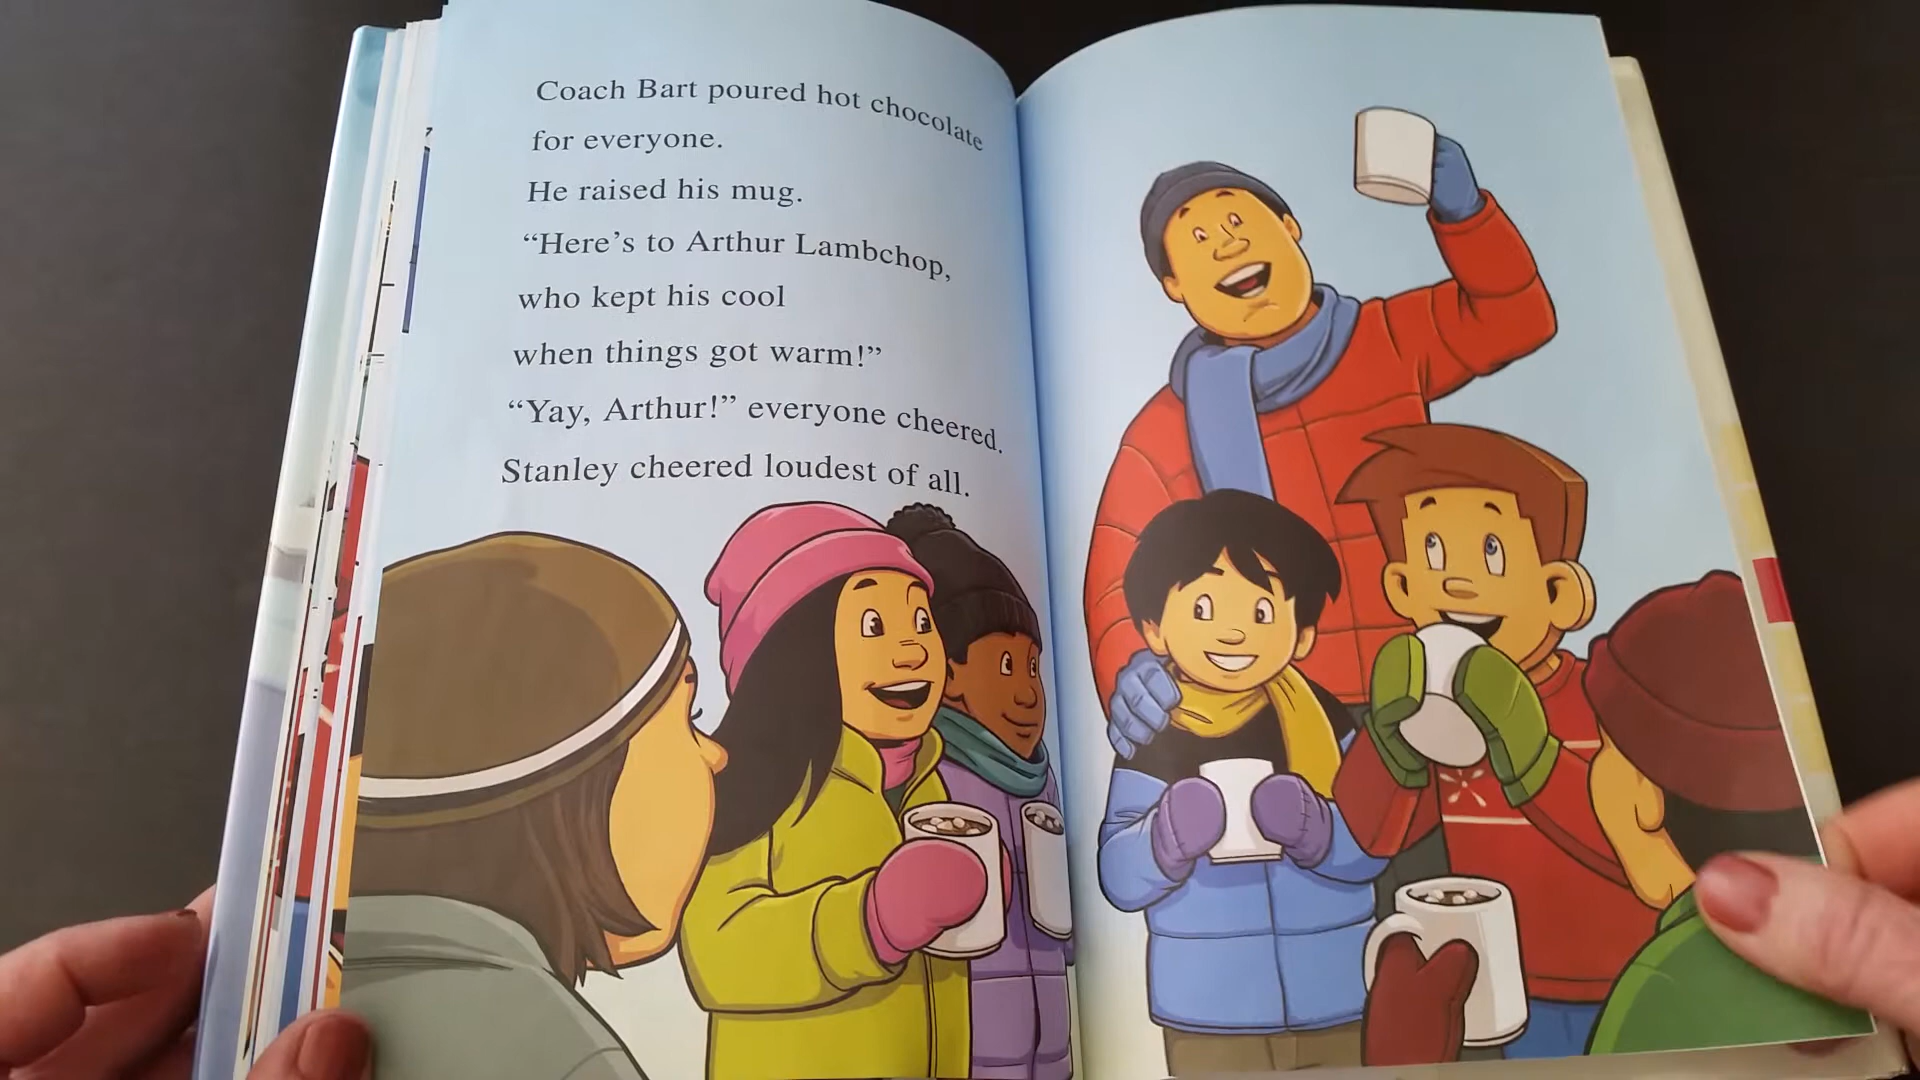 Coach Bart poured hot chocolate
for everyone.
He raised his mug.
“Here’s to Arthur Lambchop,
who kept his cool
when things got warm!”
“Yay, Arthur!” everyone cheered.
Stanley cheered loudest of all.